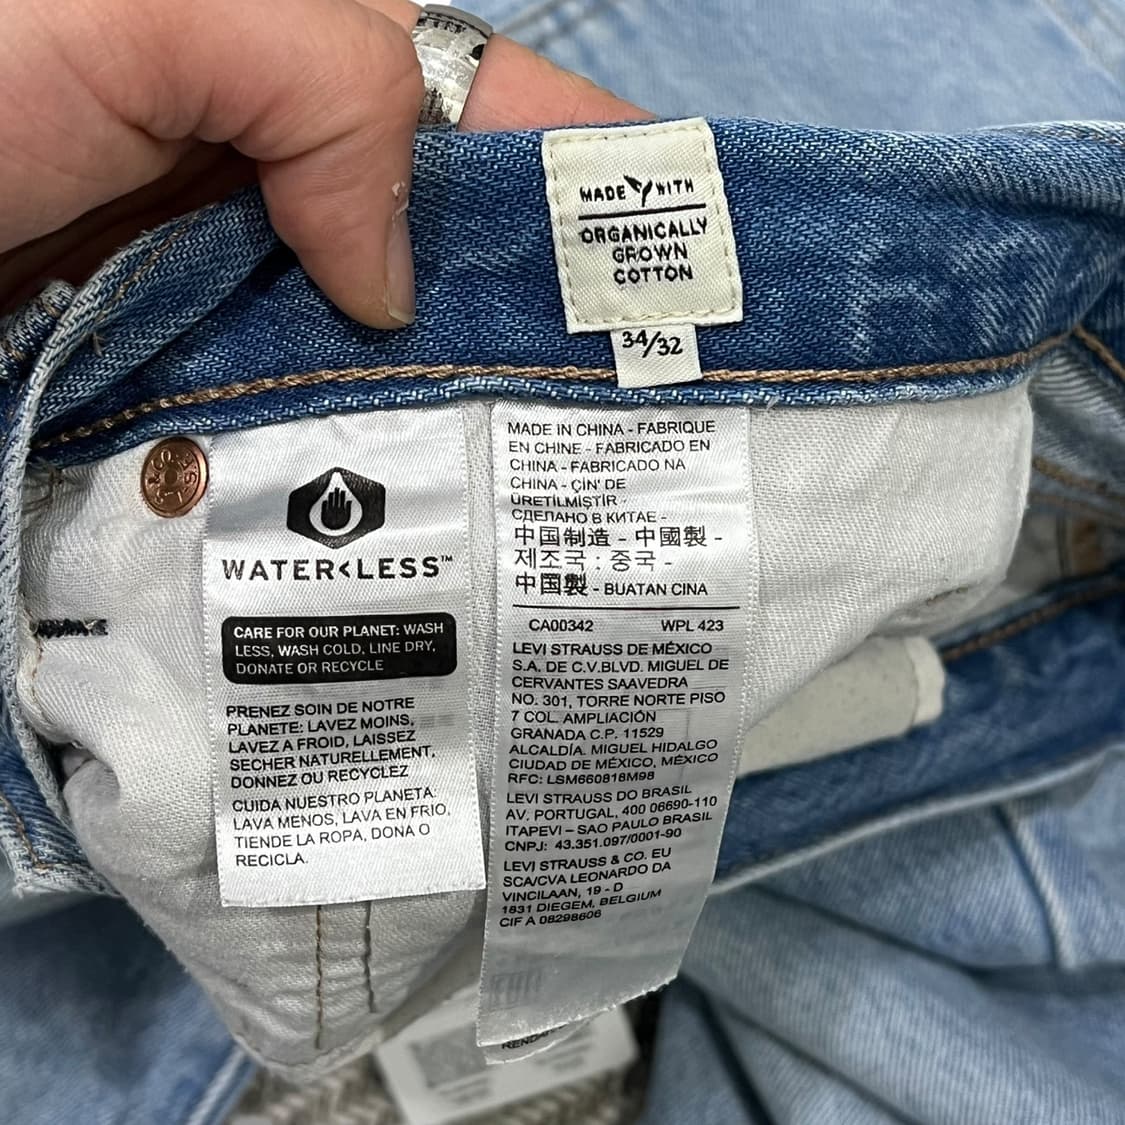 MADE WITH
ORGANICALLY
GROWN
COTTON
34/32
WATER<LESS™
CARE FOR OUR PLANET: WASH
LESS, WASH COLD, LINE DRY,
DONATE OR RECYCLE
PRENEZ SOIN DE NOTRE
PLANETE: LAVEZ MOINS,
LAVEZ A FROID, LAISSEZ
SECHER NATURELLEMENT,
DONNEZ OU RECYCLEZ
CUIDA NUESTRO PLANETA:
LAVA MENOS, LAVA EN FRIO,
TIENDE LA ROPA, DONA O
RECICLA.
MADE IN CHINA - FABRIQUE
EN CHINE - FABRICADO EN
CHINA - FABRICADO NA
CHINA - ÇİN' DE
ÜRETİLMİŞTİR -
СДЕЛАНО В КИТАЕ -
中国制造 - 中國製 -
제조국 : 중국 -
中国製 - BUATAN CINA
CA00342 WPL 423
LEVI STRAUSS DE MÉXICO
S.A. DE C.V.BLVD. MIGUEL DE
CERVANTES SAAVEDRA
NO. 301, TORRE NORTE PISO
7 COL. AMPLIACIÓN
GRANADA C.P. 11529
ALCALDÍA. MIGUEL HIDALGO
CIUDAD DE MÉXICO, MÉXICO
RFC: LSM660818M98
LEVI STRAUSS DO BRASIL
AV. PORTUGAL, 400 06690-110
ITAPEVI – SAO PAULO BRASIL
CNPJ: 43.351.097/0001-90
LEVI STRAUSS & CO. EU
SCA/CVA LEONARDO DA
VINCILAAN, 19 - D
1831 DIEGEM, BELGIUM
CIF A 08298606